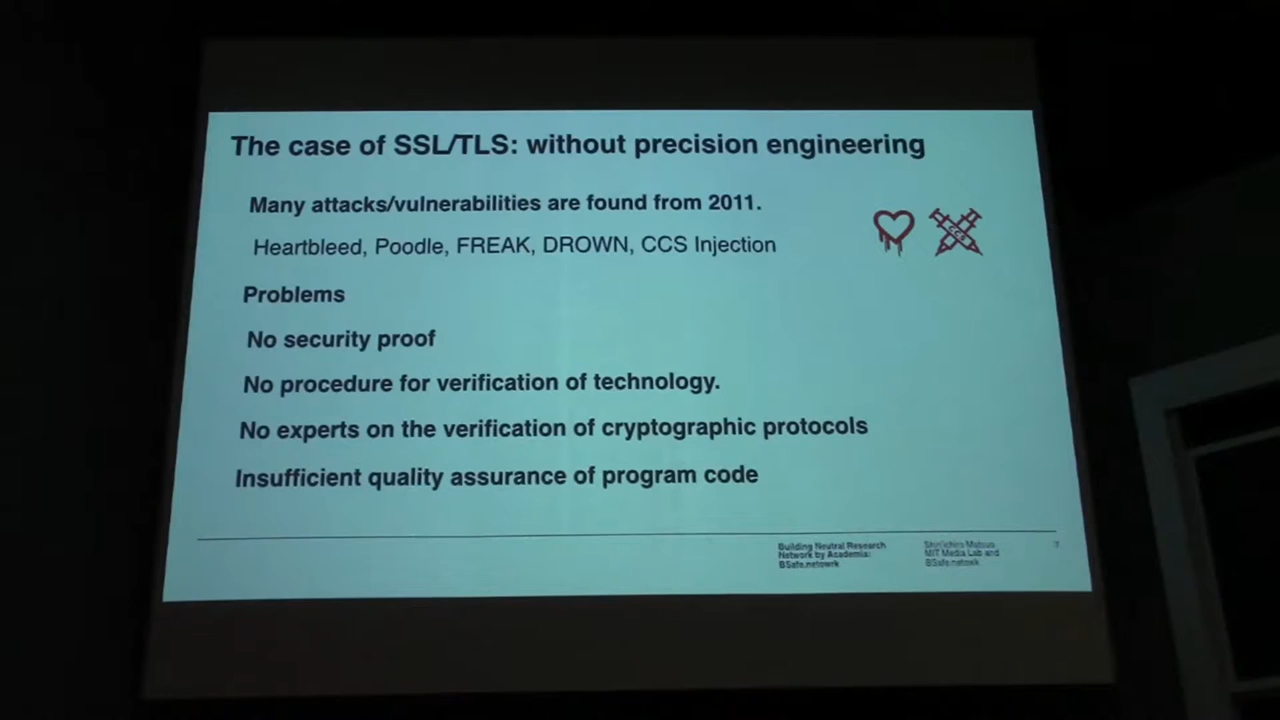 The case of SSL/TLS: without precision engineering
Many attacks/vulnerabilities are found from 2011.
Heartbleed, Poodle, FREAK, DROWN, CCS Injection
CCS
Problems
No security proof
No procedure for verification of technology.
No experts on the verification of cryptographic protocols
Insufficient quality assurance of program code
Building Neutral Research
Network by Academia:
BSafe.netowrk
Shin'ichiro Matsuo
MIT Media Lab and
BSafe.netowk